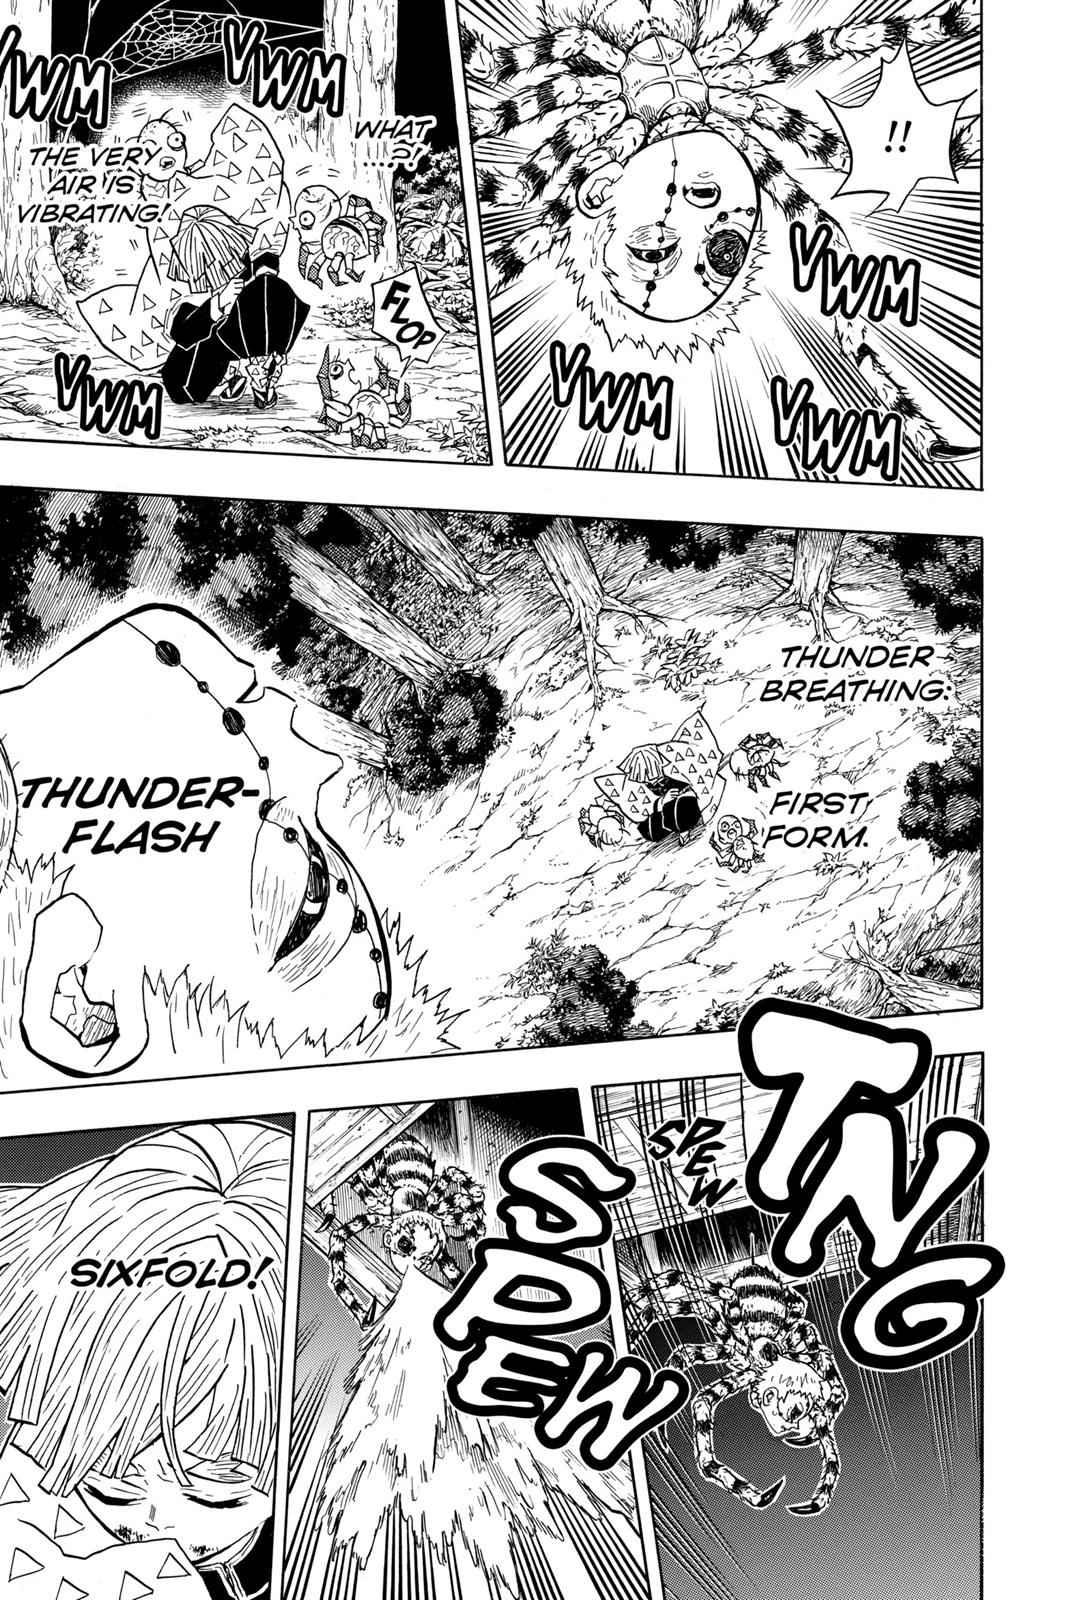 !!
VWM
VWM
VWM
VWM
VWM
WHAT
....?!
THE VERY
AIR IS
VIBRATING!
FLOP
VWM
VWM
THUNDER
BREATHING:
FIRST
FORM.
THUNDER-
FLASH
TNG
SPEW
SPEW
SIXFOLD!